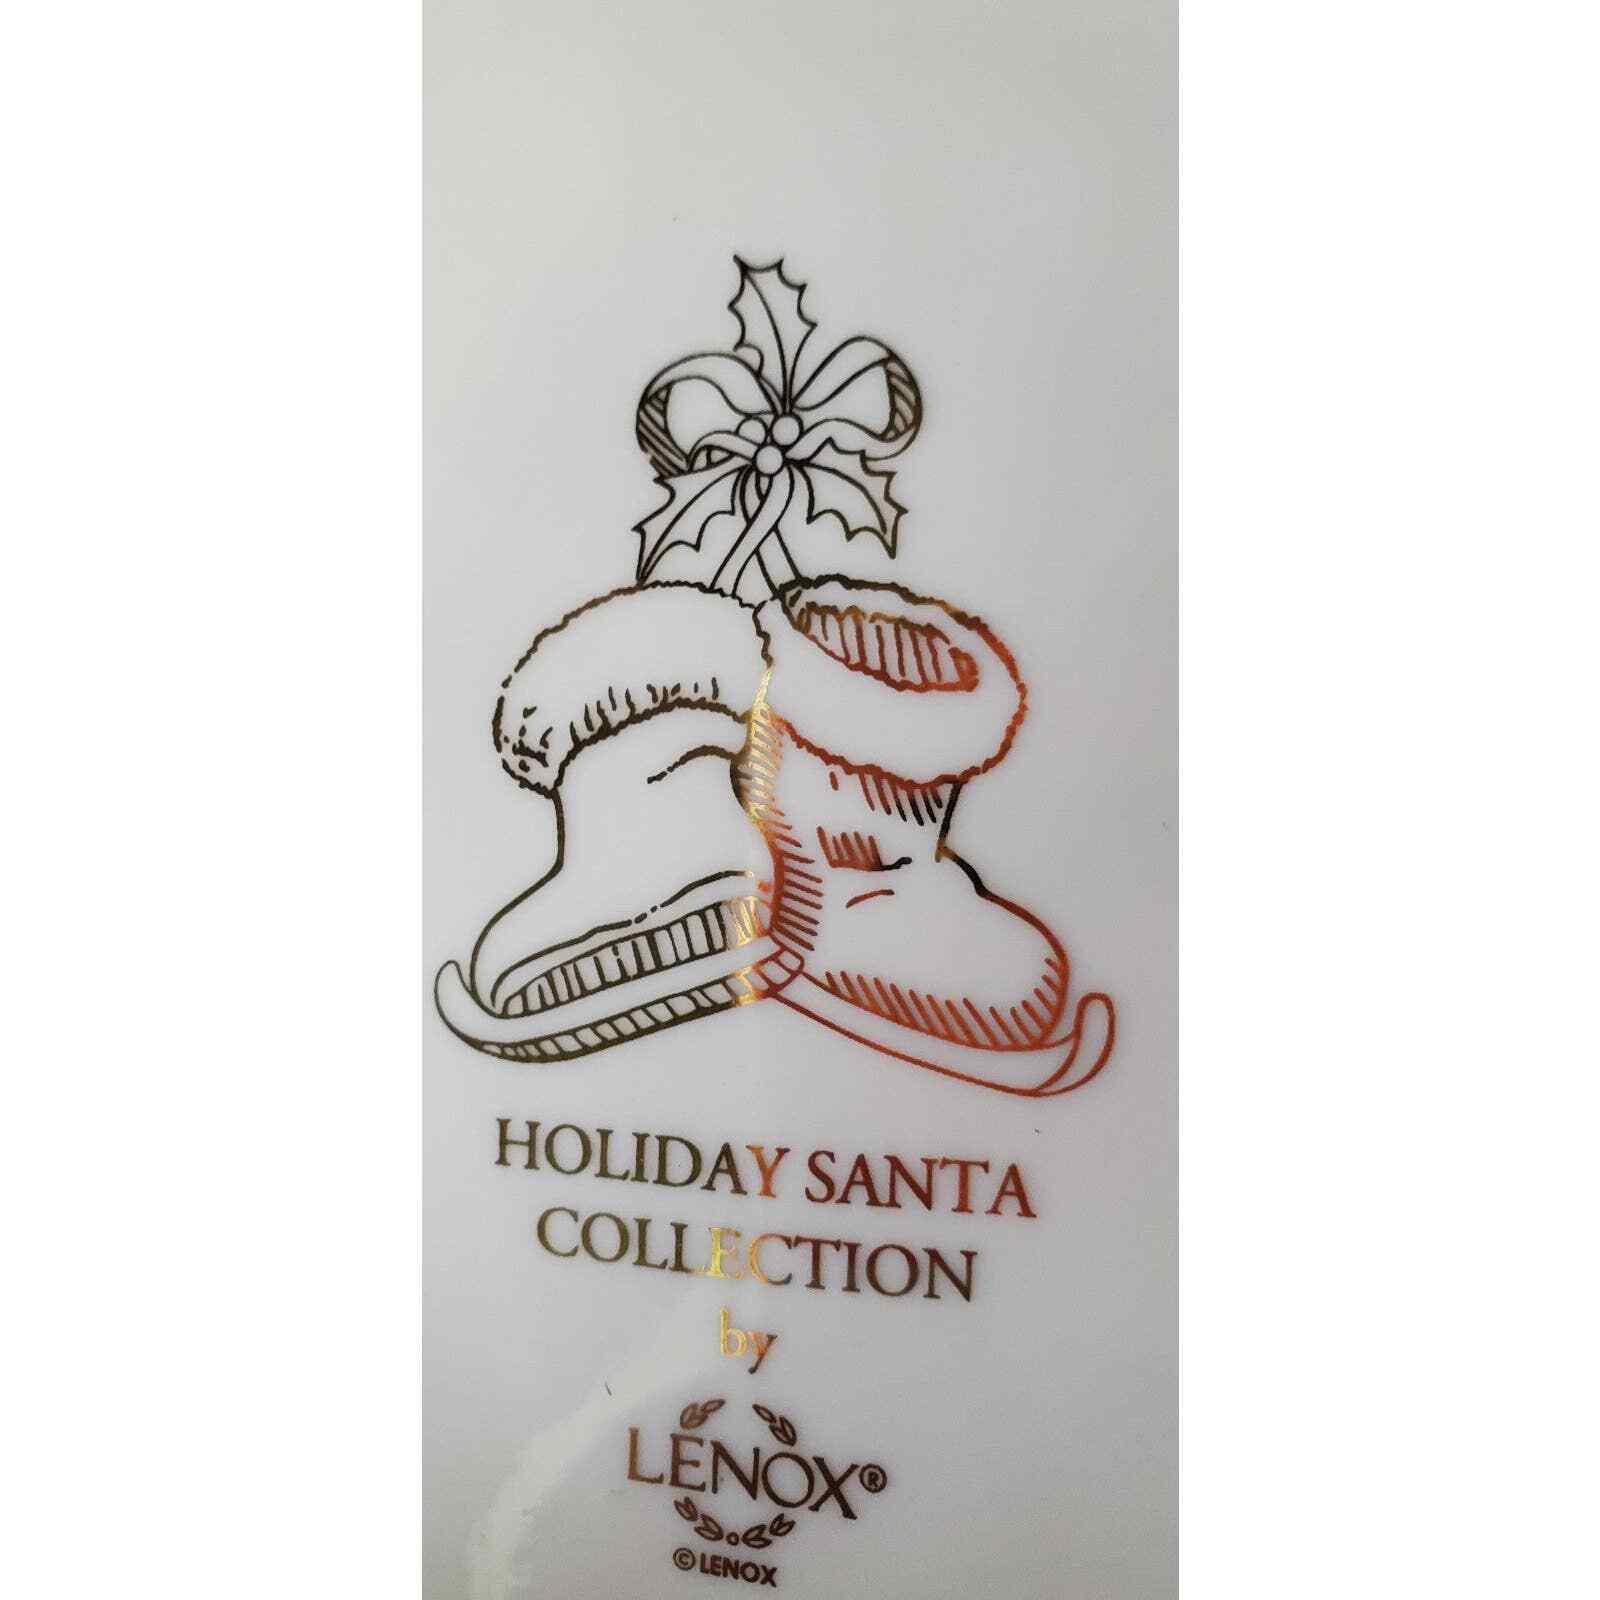 HOLIDAY SANTA
COLLECTION
by
LENOX®
© LENOX